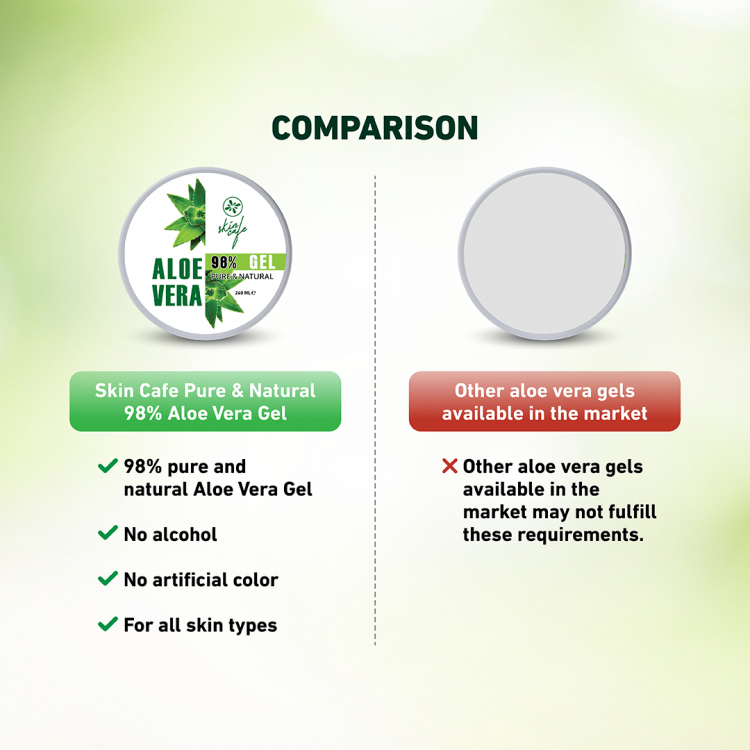 COMPARISON
skin
cafe
ALOE
VERA
98% GEL
PURE & NATURAL
240 ML℮
Skin Cafe Pure & Natural
98% Aloe Vera Gel
✓ 98% pure and
natural Aloe Vera Gel
✓ No alcohol
✓ No artificial color
✓ For all skin types
Other aloe vera gels
available in the market
✗ Other aloe vera gels
available in the
market may not fulfill
these requirements.